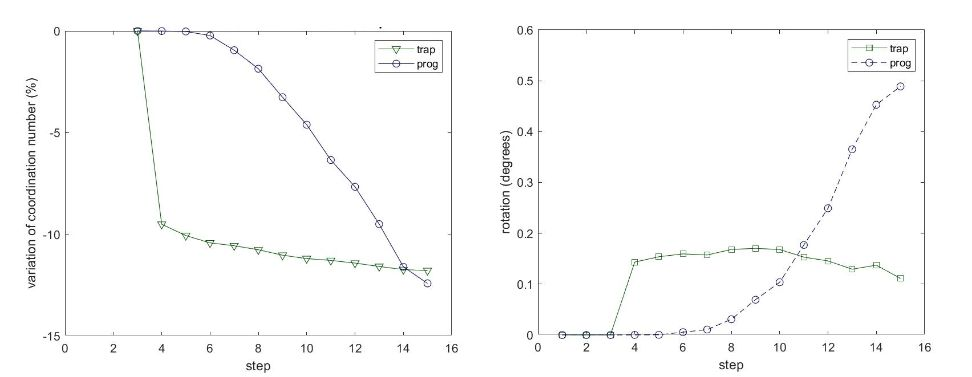 0
-5
-10
-15
variation of coordination number (%)
trap
prog
0 2 4 6 8 10 12 14 16
step
0.6
0.5
0.4
0.3
0.2
0.1
0
rotation (degrees)
trap
prog
0 2 4 6 8 10 12 14 16
step